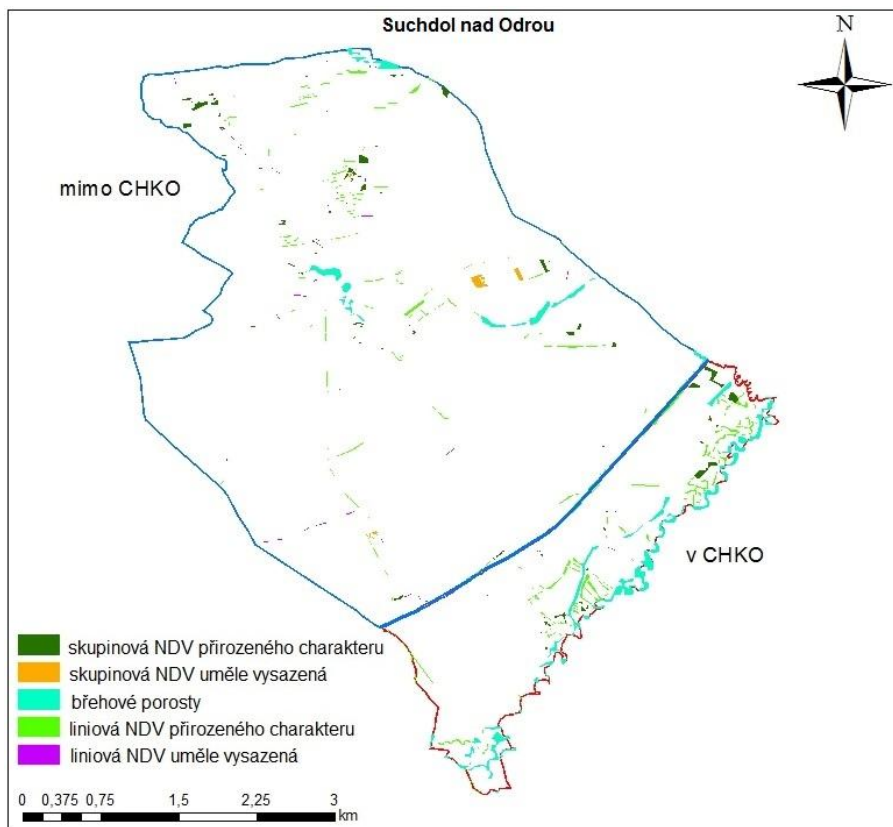 Suchdol nad Odrou
N
mimo CHKO
v CHKO
skupinová NDV přirozeného charakteru
skupinová NDV uměle vysazená
břehové porosty
liniová NDV přirozeného charakteru
liniová NDV uměle vysazená
0 0,375 0,75 1,5 2,25 3
km